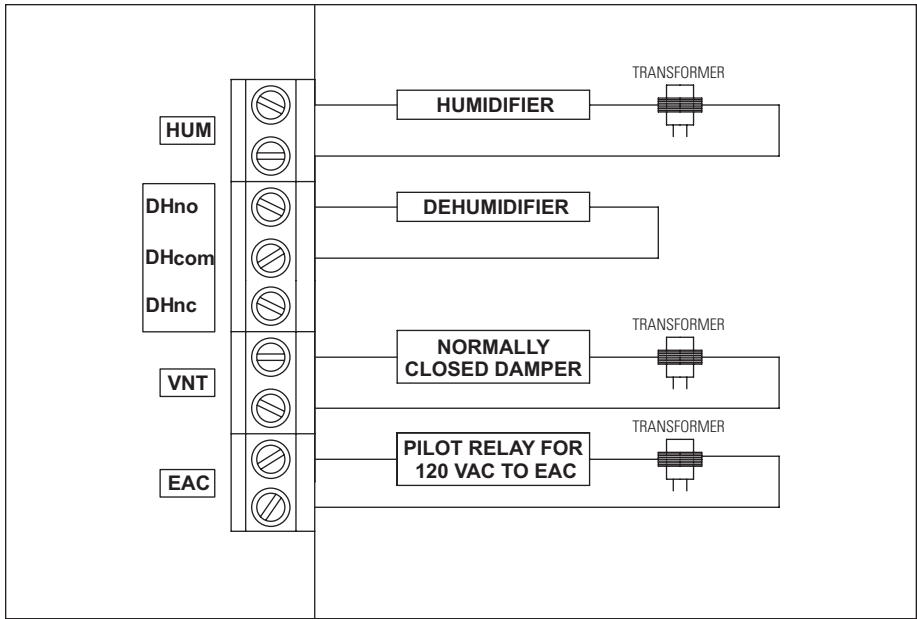 TRANSFORMER
HUMIDIFIER
HUM
DHno
DEHUMIDIFIER
DHcom
DHnc
TRANSFORMER
NORMALLY
CLOSED DAMPER
VNT
TRANSFORMER
PILOT RELAY FOR
120 VAC TO EAC
EAC